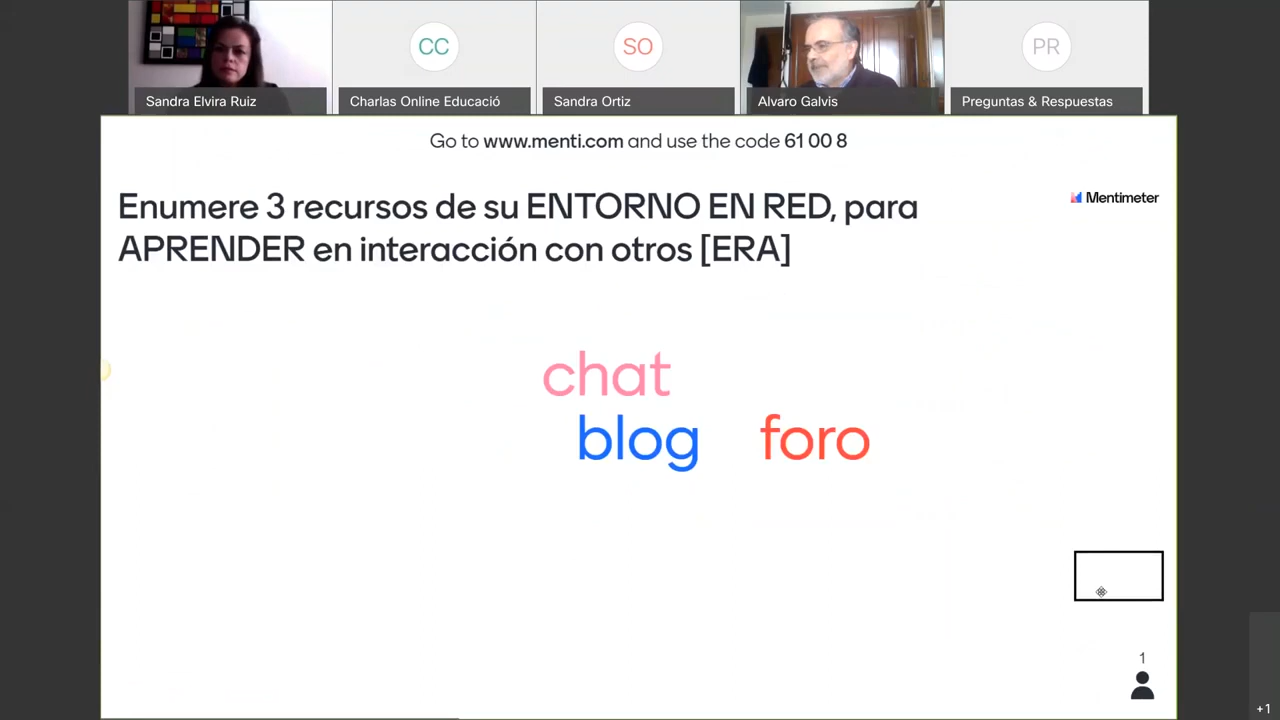 CC
SO
PR
Sandra Elvira Ruiz
Charlas Online Educació
Sandra Ortiz
Alvaro Galvis
Preguntas & Respuestas
Go to www.menti.com and use the code 61 00 8
Mentimeter
Enumere 3 recursos de su ENTORNO EN RED, para
APRENDER en interacción con otros [ERA]
chat
blog foro
1
+1